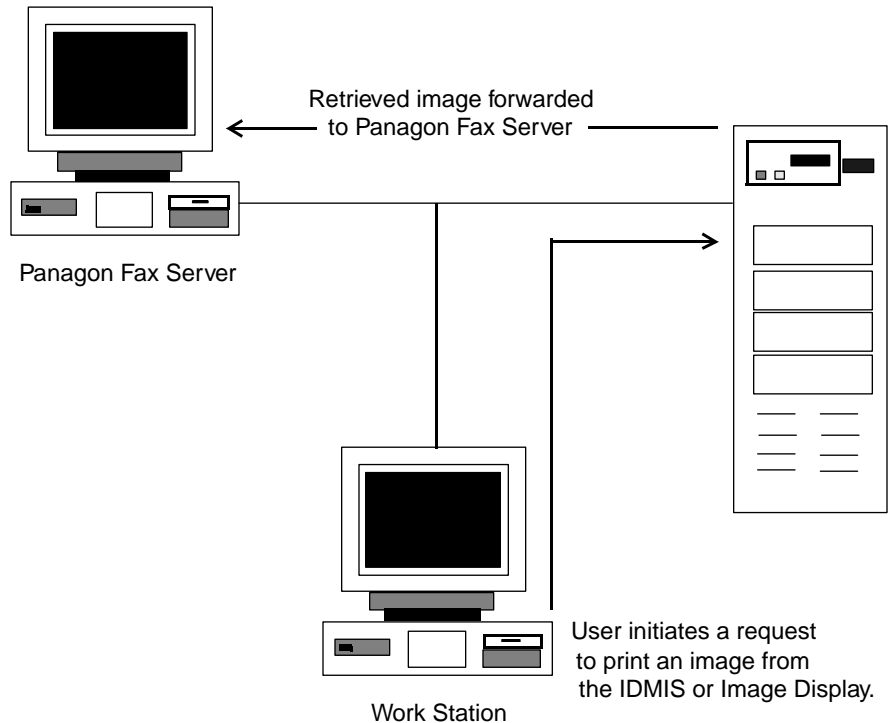 Retrieved image forwarded
to Panagon Fax Server
Panagon Fax Server
User initiates a request
to print an image from
the IDMIS or Image Display.
Work Station